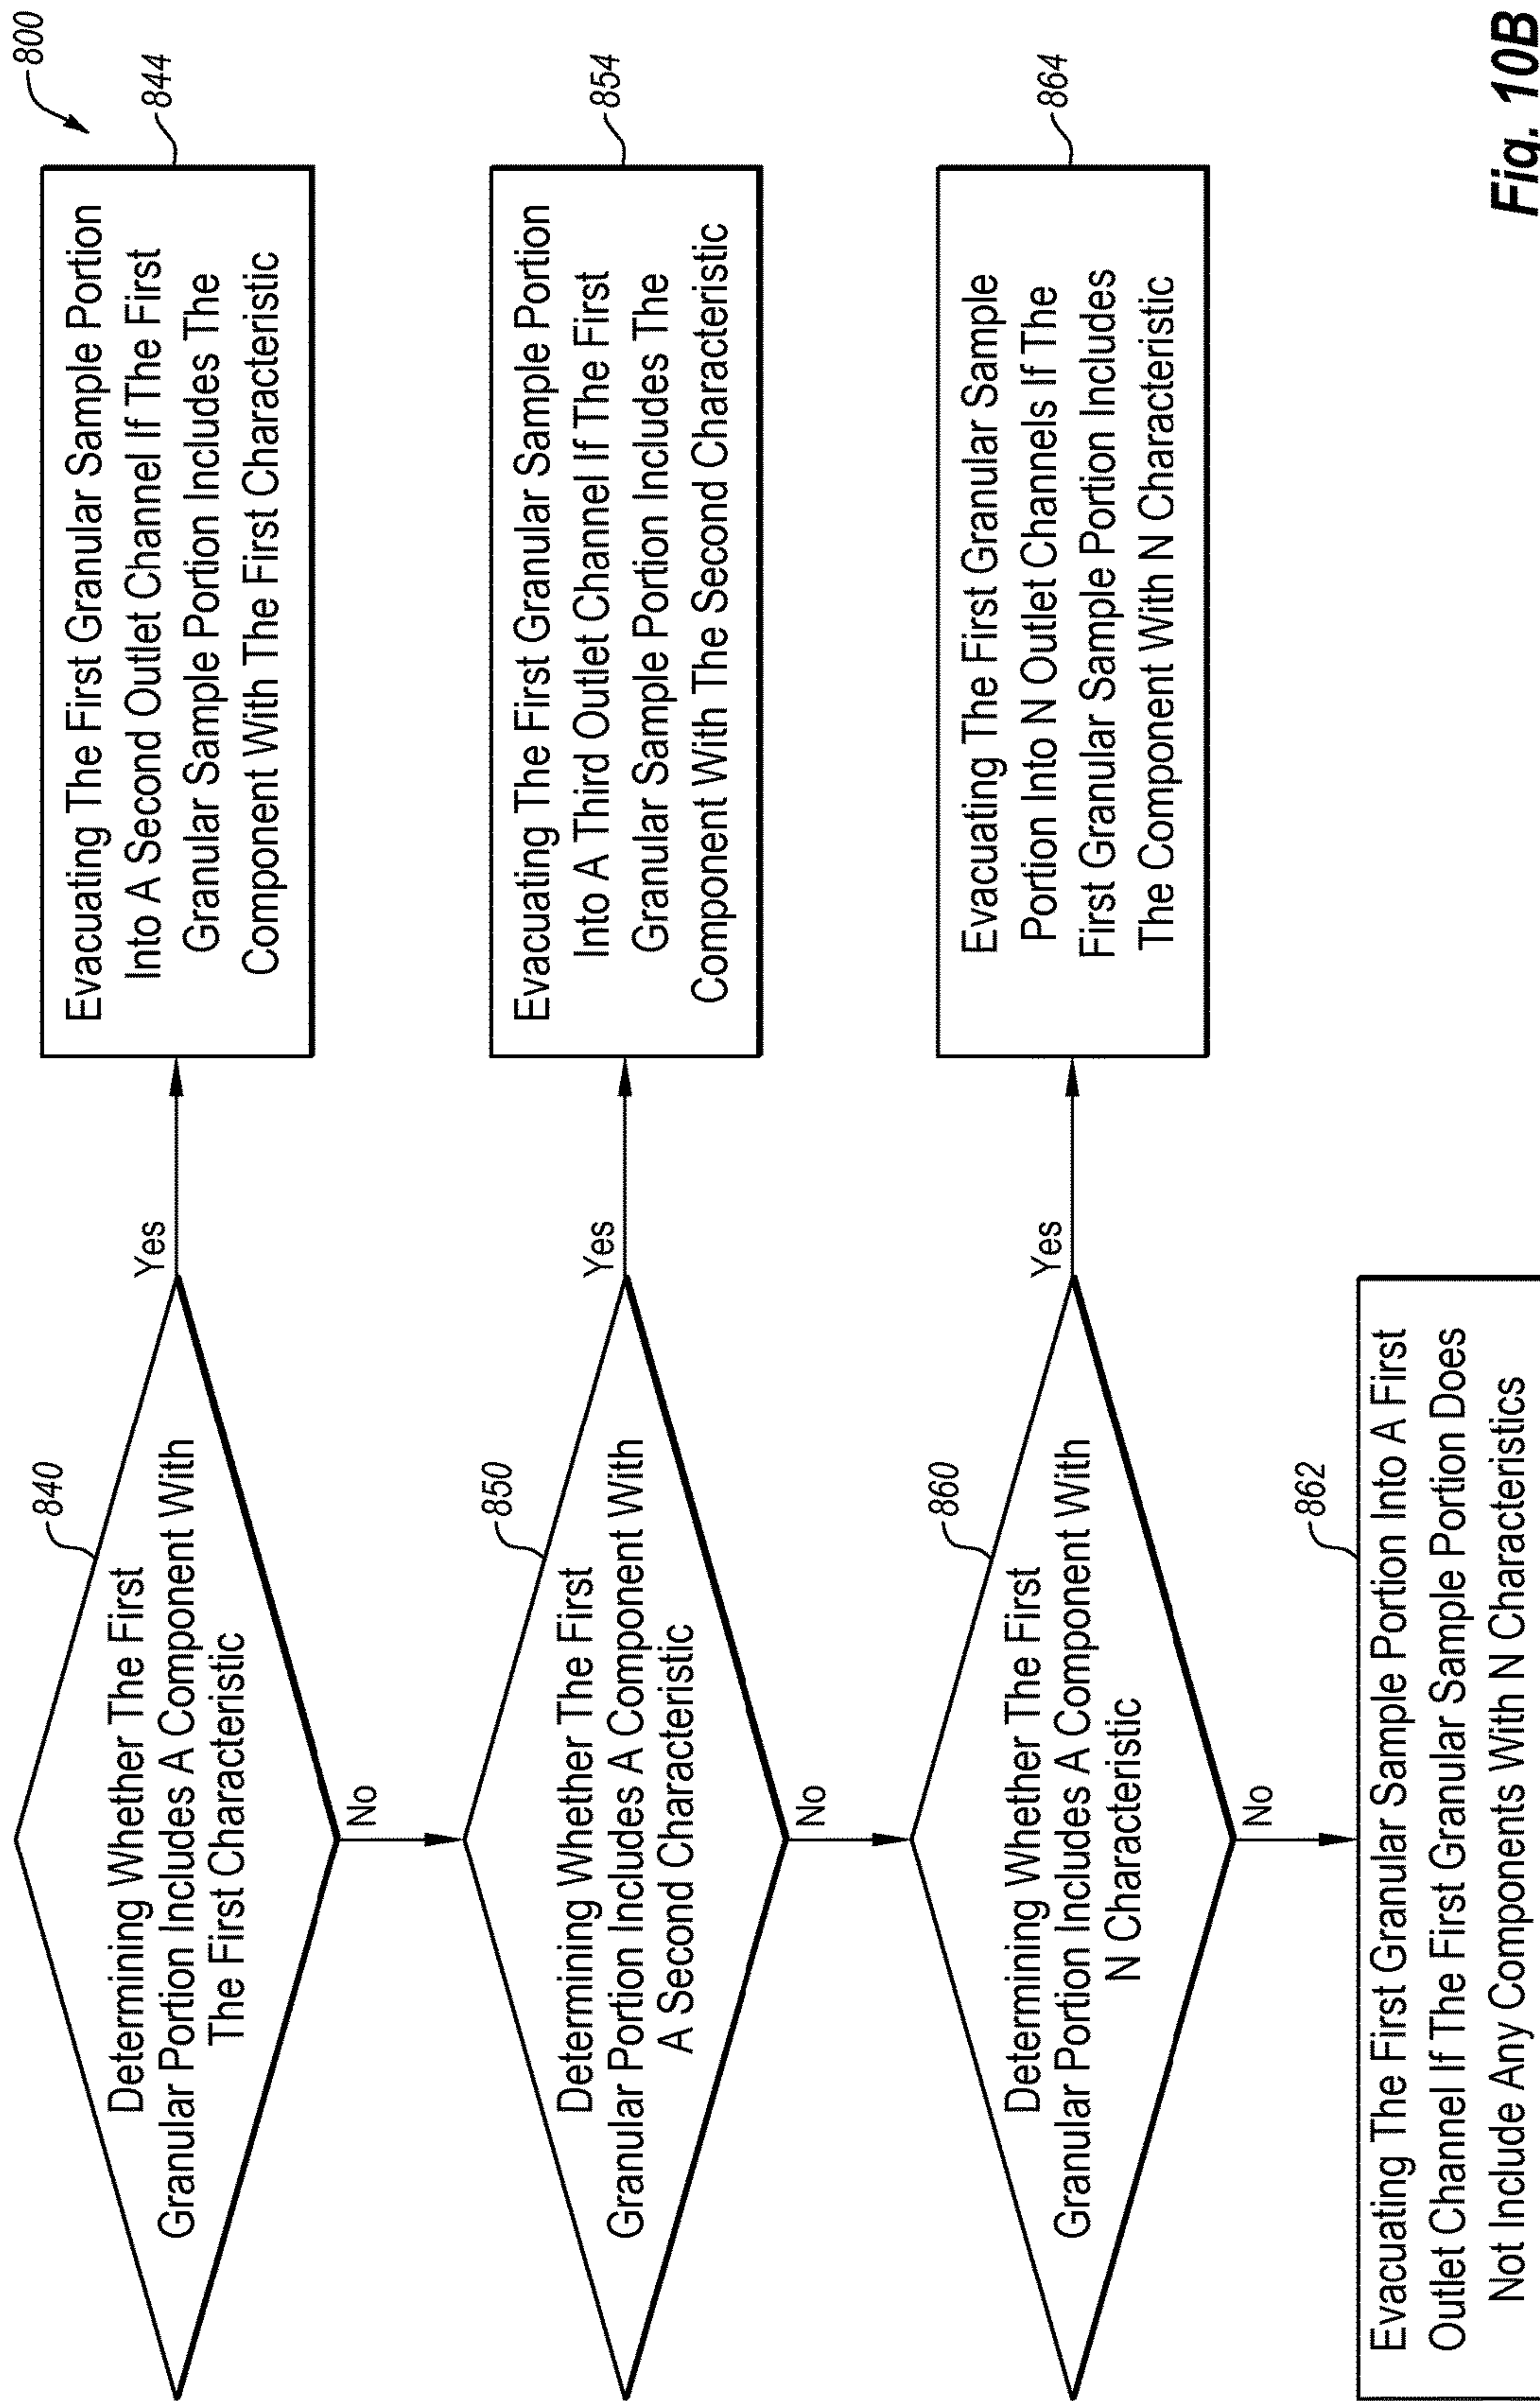 800
840
Determining Whether The First
Granular Portion Includes A Component With
The First Characteristic
Yes
844
Evacuating The First Granular Sample Portion
Into A Second Outlet Channel If The First
Granular Sample Portion Includes The
Component With The First Characteristic
No
850
Determining Whether The First
Granular Portion Includes A Component With
A Second Characteristic
Yes
854
Evacuating The First Granular Sample Portion
Into A Third Outlet Channel If The First
Granular Sample Portion Includes The
Component With The Second Characteristic
No
860
Determining Whether The First
Granular Portion Includes A Component With
N Characteristic
Yes
864
Evacuating The First Granular Sample
Portion Into N Outlet Channels If The
First Granular Sample Portion Includes
The Component With N Characteristic
No
862
Evacuating The First Granular Sample Portion Into A First
Outlet Channel If The First Granular Sample Portion Does
Not Include Any Components With N Characteristics
Fig. 10B